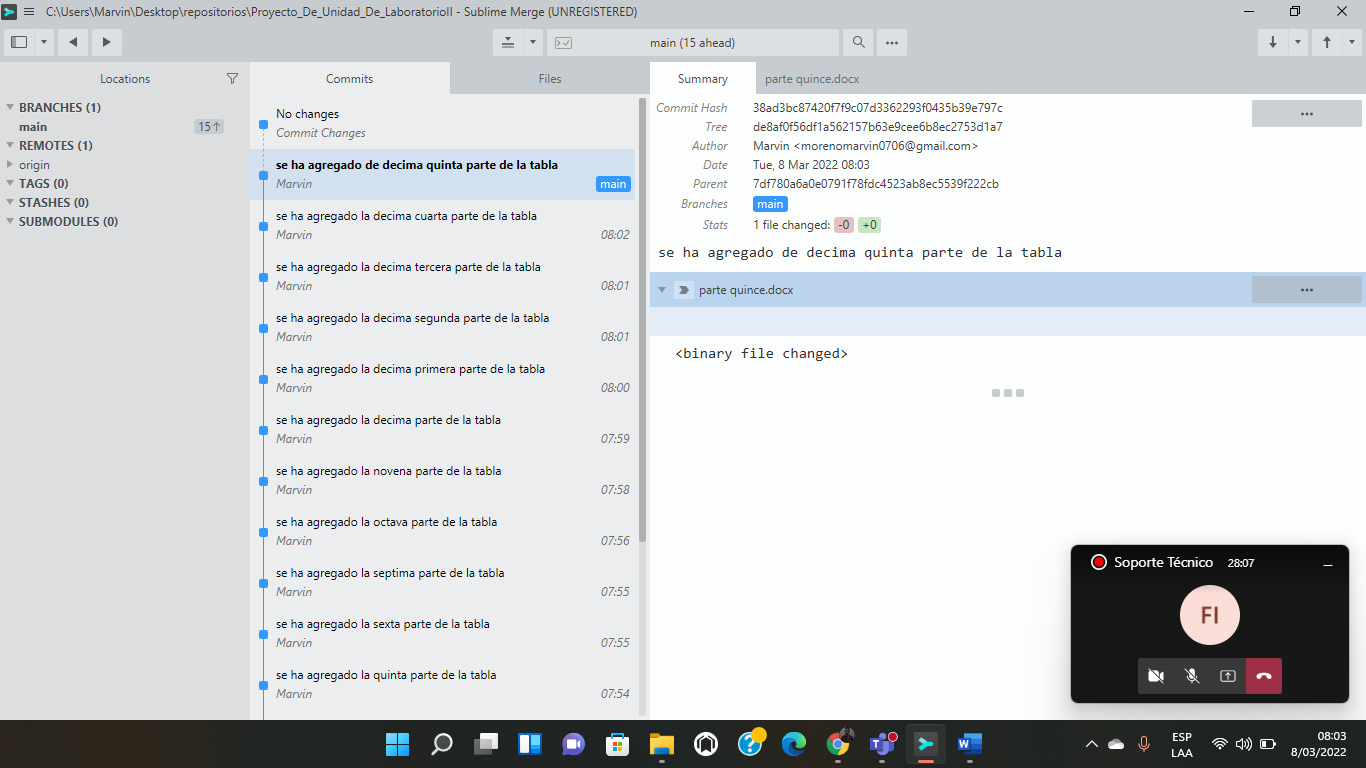 C:\Users\Marvin\Desktop\repositorios\Proyecto_De_Unidad_De_LaboratorioII - Sublime Merge (UNREGISTERED)
main (15 ahead)
Locations
BRANCHES (1)
main 15↑
REMOTES (1)
origin
TAGS (0)
STASHES (0)
SUBMODULES (0)
Commits Files
No changes
Commit Changes
se ha agregado de decima quinta parte de la tabla
Marvin main
se ha agregado la decima cuarta parte de la tabla
Marvin 08:02
se ha agregado la decima tercera parte de la tabla
Marvin 08:01
se ha agregado la decima segunda parte de la tabla
Marvin 08:01
se ha agregado la decima primera parte de la tabla
Marvin 08:00
se ha agregado la decima parte de la tabla
Marvin 07:59
se ha agregado la novena parte de la tabla
Marvin 07:58
se ha agregado la octava parte de la tabla
Marvin 07:56
se ha agregado la septima parte de la tabla
Marvin 07:55
se ha agregado la sexta parte de la tabla
Marvin 07:55
se ha agregado la quinta parte de la tabla
Marvin 07:54
Summary parte quince.docx
Commit Hash 38ad3bc87420f7f9c07d3362293f0435b39e797c
Tree de8af0f56df1a562157b63e9cee6b8ec2753d1a7
Author Marvin <morenomarvin0706@gmail.com>
Date Tue, 8 Mar 2022 08:03
Parent 7df780a6a0e0791f78fdc4523ab8ec5539f222cb
Branches main
Stats 1 file changed: -0 +0
se ha agregado de decima quinta parte de la tabla
parte quince.docx
<binary file changed>
Soporte Técnico 28:07
FI
ESP
LAA
08:03
8/03/2022